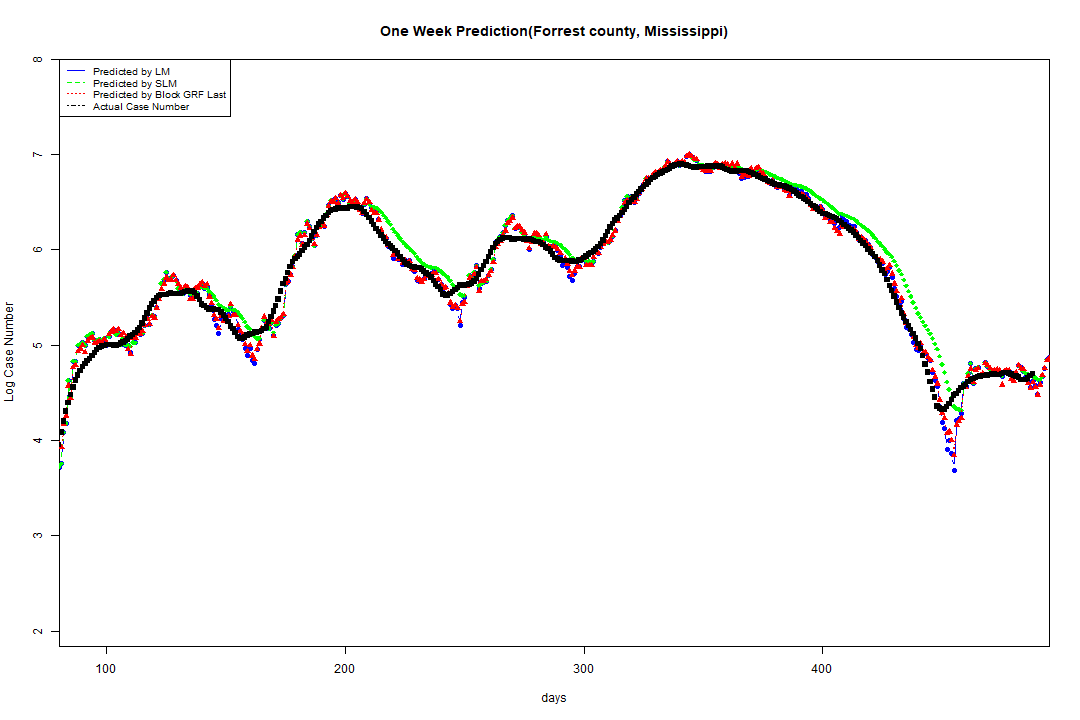 One Week Prediction(Forrest county, Mississippi)
Predicted by LM
Predicted by SLM
Predicted by Block GRF Last
Actual Case Number
8
7
6
5
4
3
2
Log Case Number
100 200 300 400
days